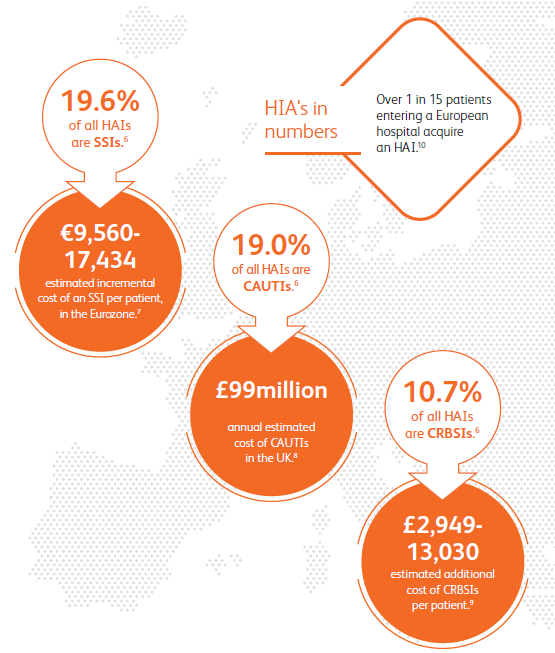 19.6%
of all HAIs
are SSIs.6
€9,560-
17,434
estimated incremental
cost of an SSI per patient,
in the Eurozone.7
HIA's in
numbers
Over 1 in 15 patients
entering a European
hospital acquire
an HAI.10
19.0%
of all HAIs are
CAUTIs.6
£99million
annual estimated
cost of CAUTIs
in the UK.8
10.7%
of all HAIs
are CRBSIs.6
£2,949-
13,030
estimated additional
cost of CRBSIs
per patient.9